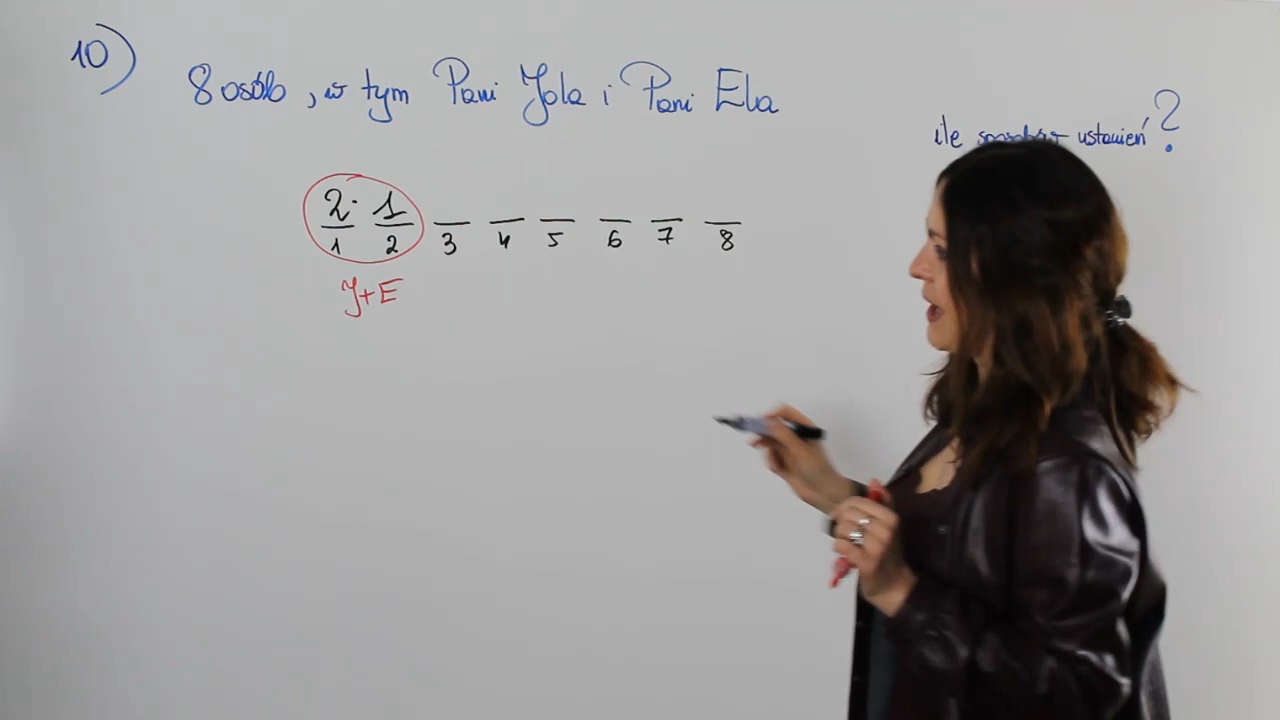 10)
8 osób, w tym Pani Jola i Pani Ela
ile sposobów ustawień?
2 · 1
1 2 3 4 5 6 7 8
J+E